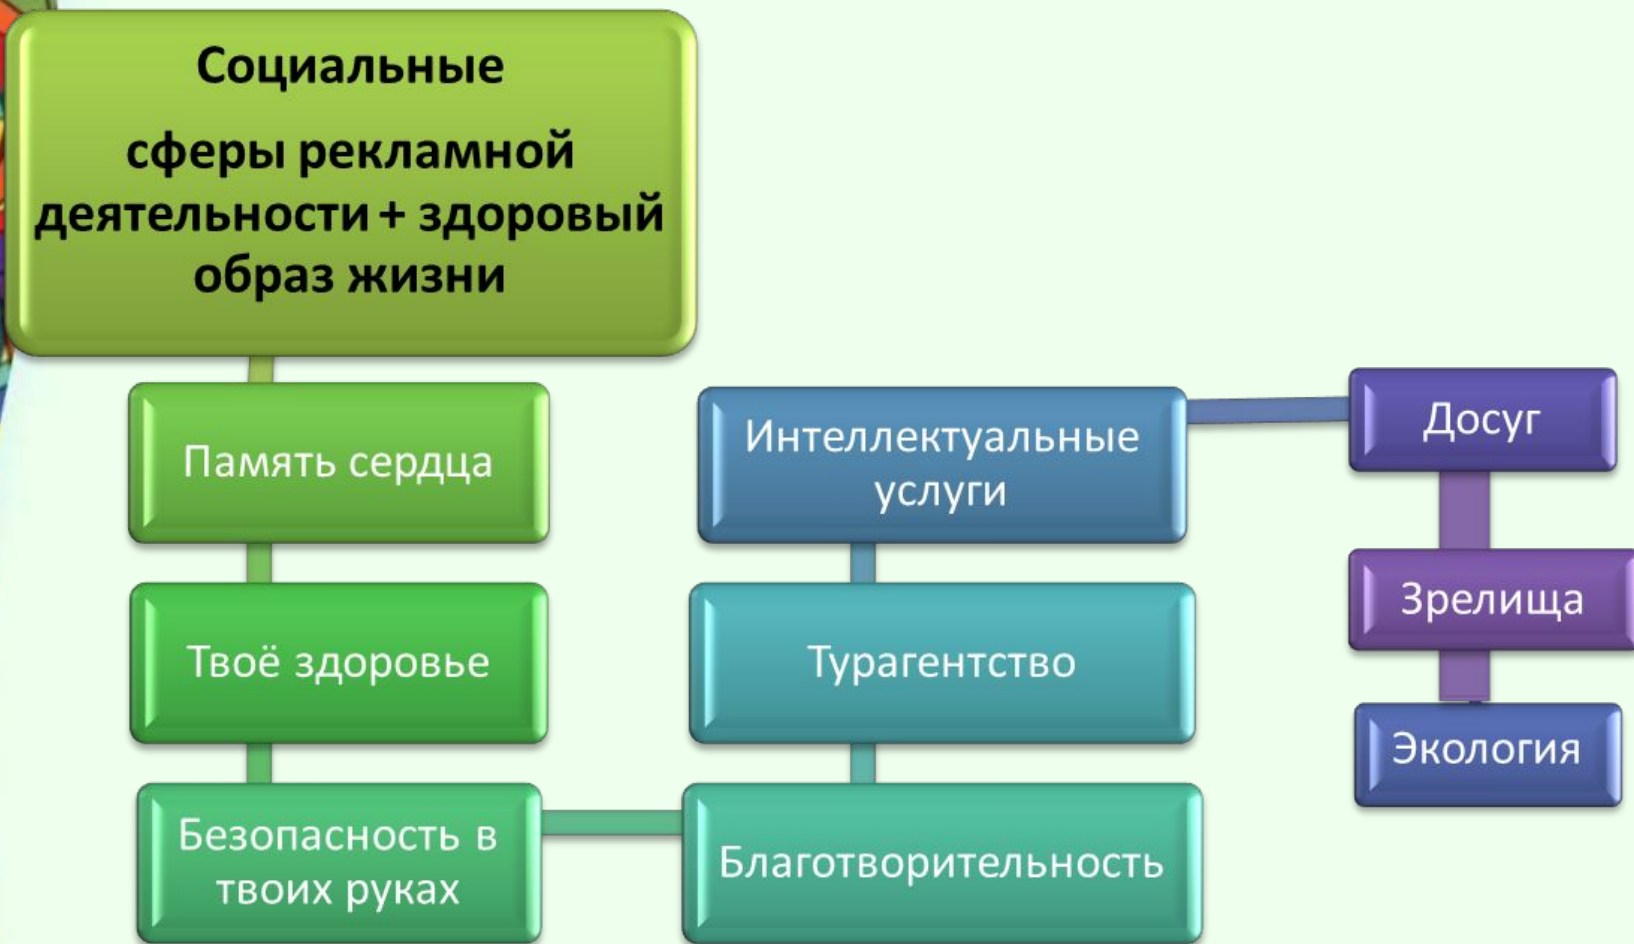 Социальные
сферы рекламной
деятельности + здоровый
образ жизни
Память сердца
Твоё здоровье
Безопасность в
твоих руках
Благотворительность
Турагентство
Интеллектуальные
услуги
Досуг
Зрелища
Экология